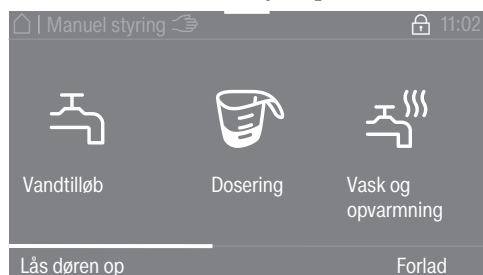 | Manuel styring 11:02
Vandtilløb
Dosering
Vask og
opvarmning
Lås døren op
Forlad